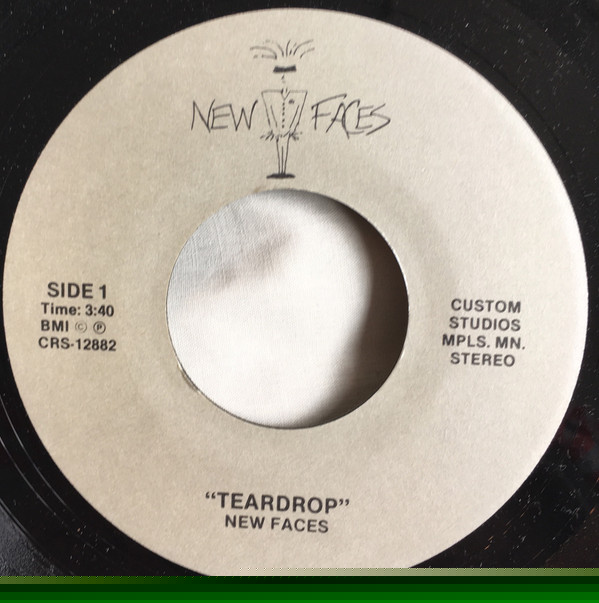 NEW FACES
SIDE 1
Time: 3:40
BMI © ℗
CRS-12882
CUSTOM
STUDIOS
MPLS. MN.
STEREO
“TEARDROP”
NEW FACES